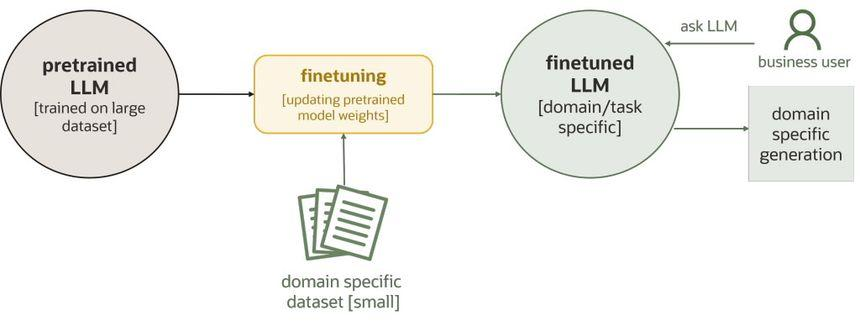 pretrained
LLM
[trained on large
dataset]
finetuning
[updating pretrained
model weights]
domain specific
dataset [small]
finetuned
LLM
[domain/task
specific]
ask LLM
business user
domain
specific
generation